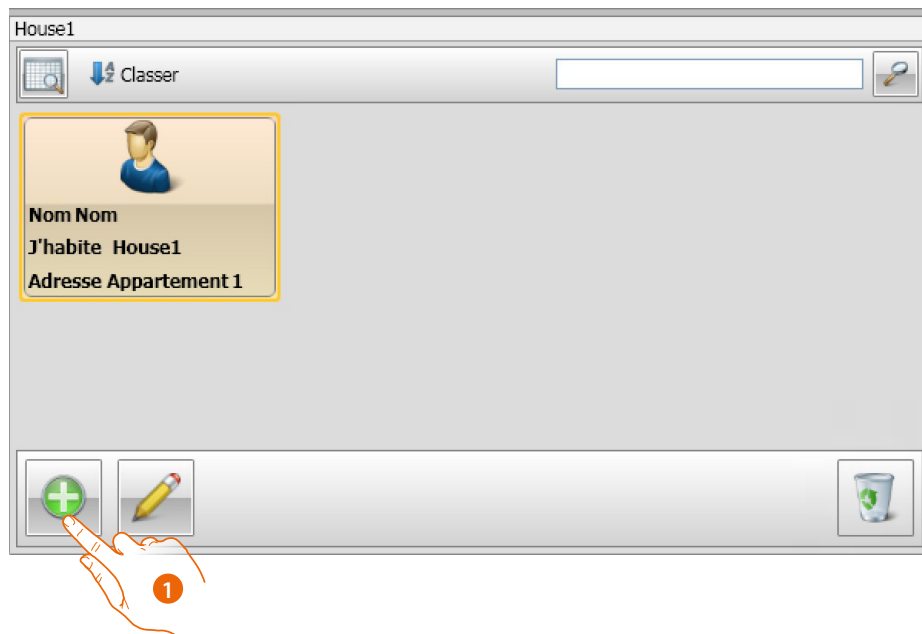 House1
Classer
Nom Nom
J'habite House1
Adresse Appartement 1
1